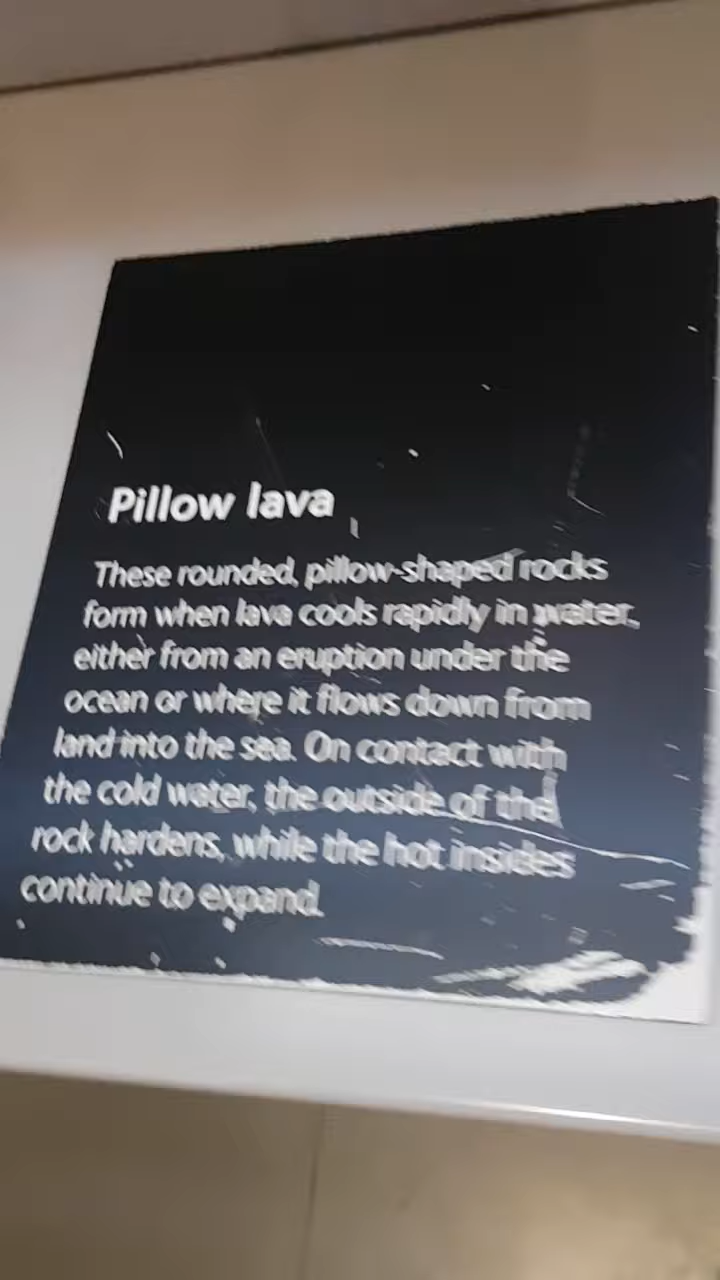 Pillow lava
These rounded, pillow-shaped rocks
form when lava cools rapidly in water,
either from an eruption under the
ocean or where it flows down from
land into the sea. On contact with
the cold water, the outside of the
rock hardens, while the hot insides
continue to expand.